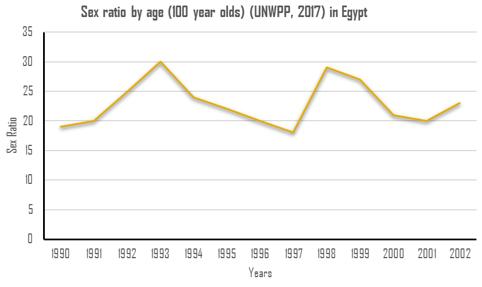 Sex ratio by age (100 year olds) (UNWPP, 2017) in Egypt
35
30
25
20
15
10
5
0
Sex Ratio
1990 1991 1992 1993 1994 1995 1996 1997 1998 1999 2000 2001 2002
Years